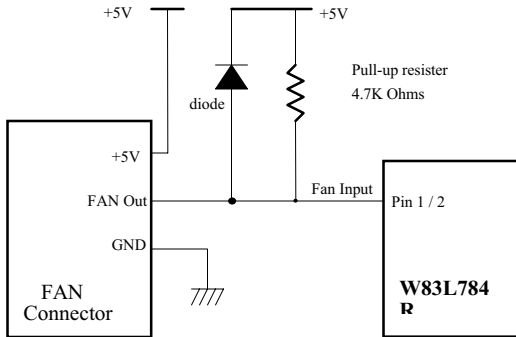 +5V
+5V
Pull-up resister
4.7K Ohms
diode
+5V
FAN Out
Fan Input
Pin 1 / 2
GND
FAN
Connector
W83L784
R